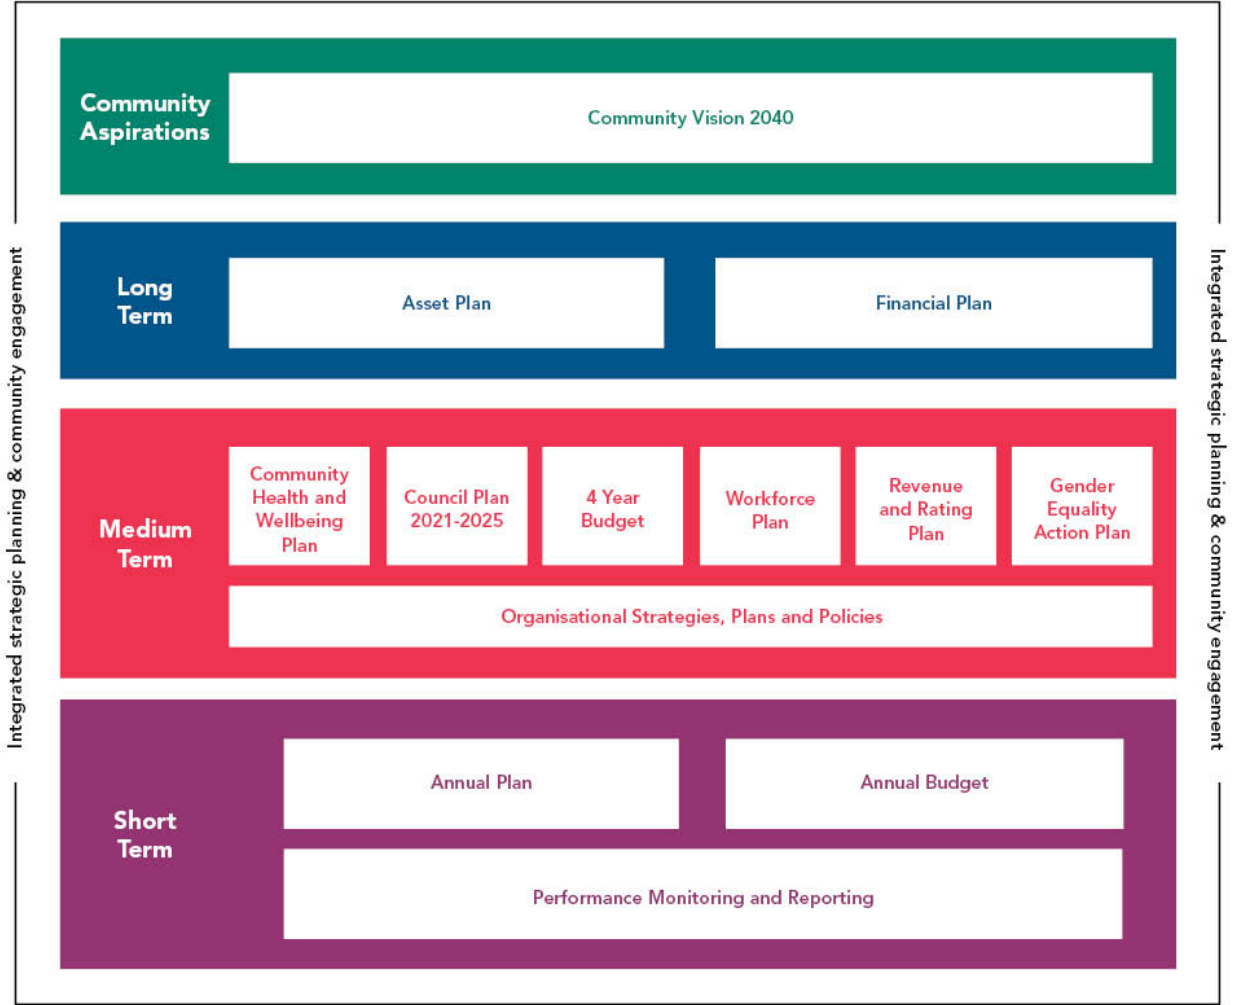 Community
Aspirations
Community Vision 2040
Long
Term
Asset Plan
Financial Plan
Medium
Term
Community
Health and
Wellbeing
Plan
Council Plan
2021-2025
4 Year
Budget
Workforce
Plan
Revenue
and Rating
Plan
Gender
Equality
Action Plan
Organisational Strategies, Plans and Policies
Short
Term
Annual Plan
Annual Budget
Performance Monitoring and Reporting
Integrated strategic planning & community engagement
Integrated strategic planning & community engagement